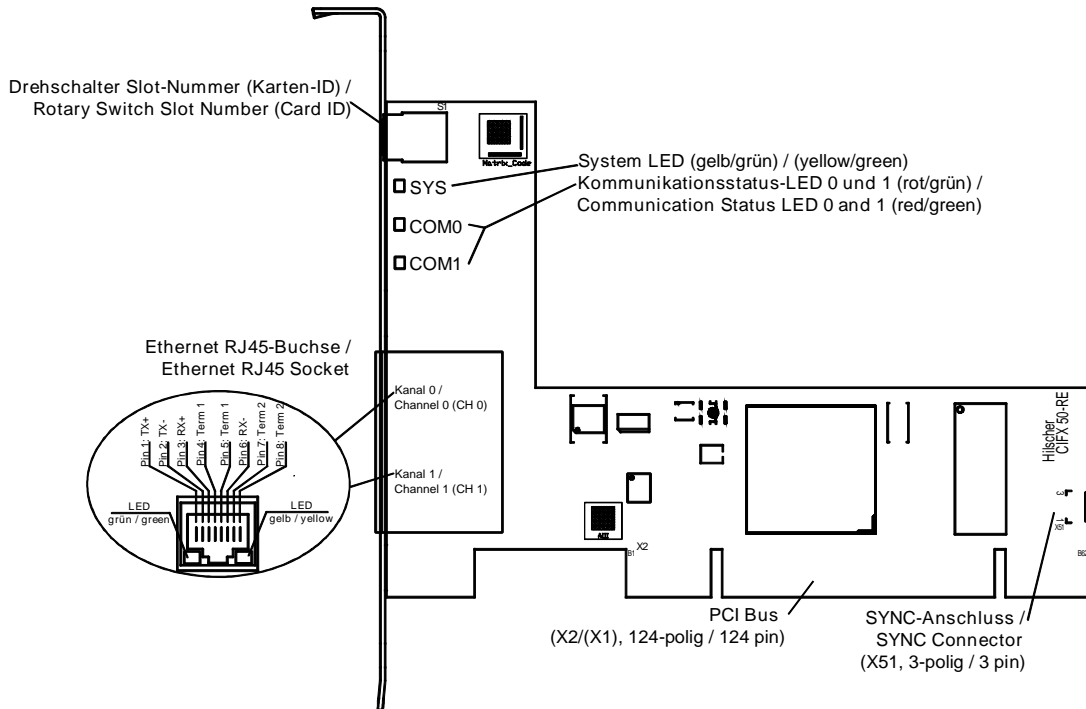 Drehschalter Slot-Nummer (Karten-ID) /
Rotary Switch Slot Number (Card ID)
S1
Matrix_Code
SYS
COM0
COM1
System LED (gelb/grün) / (yellow/green)
Kommunikationsstatus-LED 0 und 1 (rot/grün) /
Communication Status LED 0 and 1 (red/green)
Ethernet RJ45-Buchse /
Ethernet RJ45 Socket
Pin 1: TX+
Pin 2: TX-
Pin 3: RX+
Pin 4: Term 1
Pin 5: Term 1
Pin 6: RX-
Pin 7: Term 2
Pin 8: Term 2
LED
grün / green
LED
gelb / yellow
Kanal 0 /
Channel 0 (CH 0)
Kanal 1 /
Channel 1 (CH 1)
AOI
B1
X2
Hilscher
CIFX 50-RE
3
1
X51
PCI Bus
(X2/(X1), 124-polig / 124 pin)
SYNC-Anschluss /
SYNC Connector
(X51, 3-polig / 3 pin)